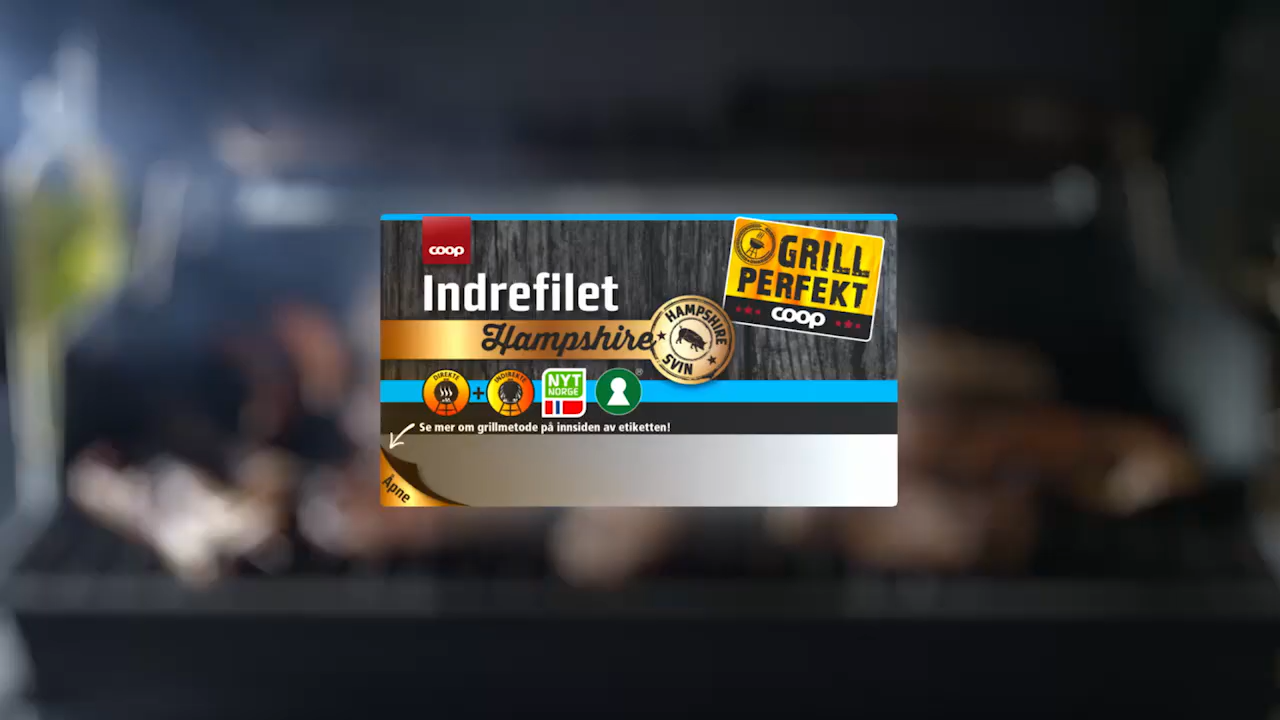 coop
Indrefilet
Hampshire
HAMPSHIRE
SVIN
GRILL
PERFEKT
coop
DIREKTE
+
INDIREKTE
NYT
NORGE
®
Se mer om grillmetode på innsiden av etiketten!
Åpne